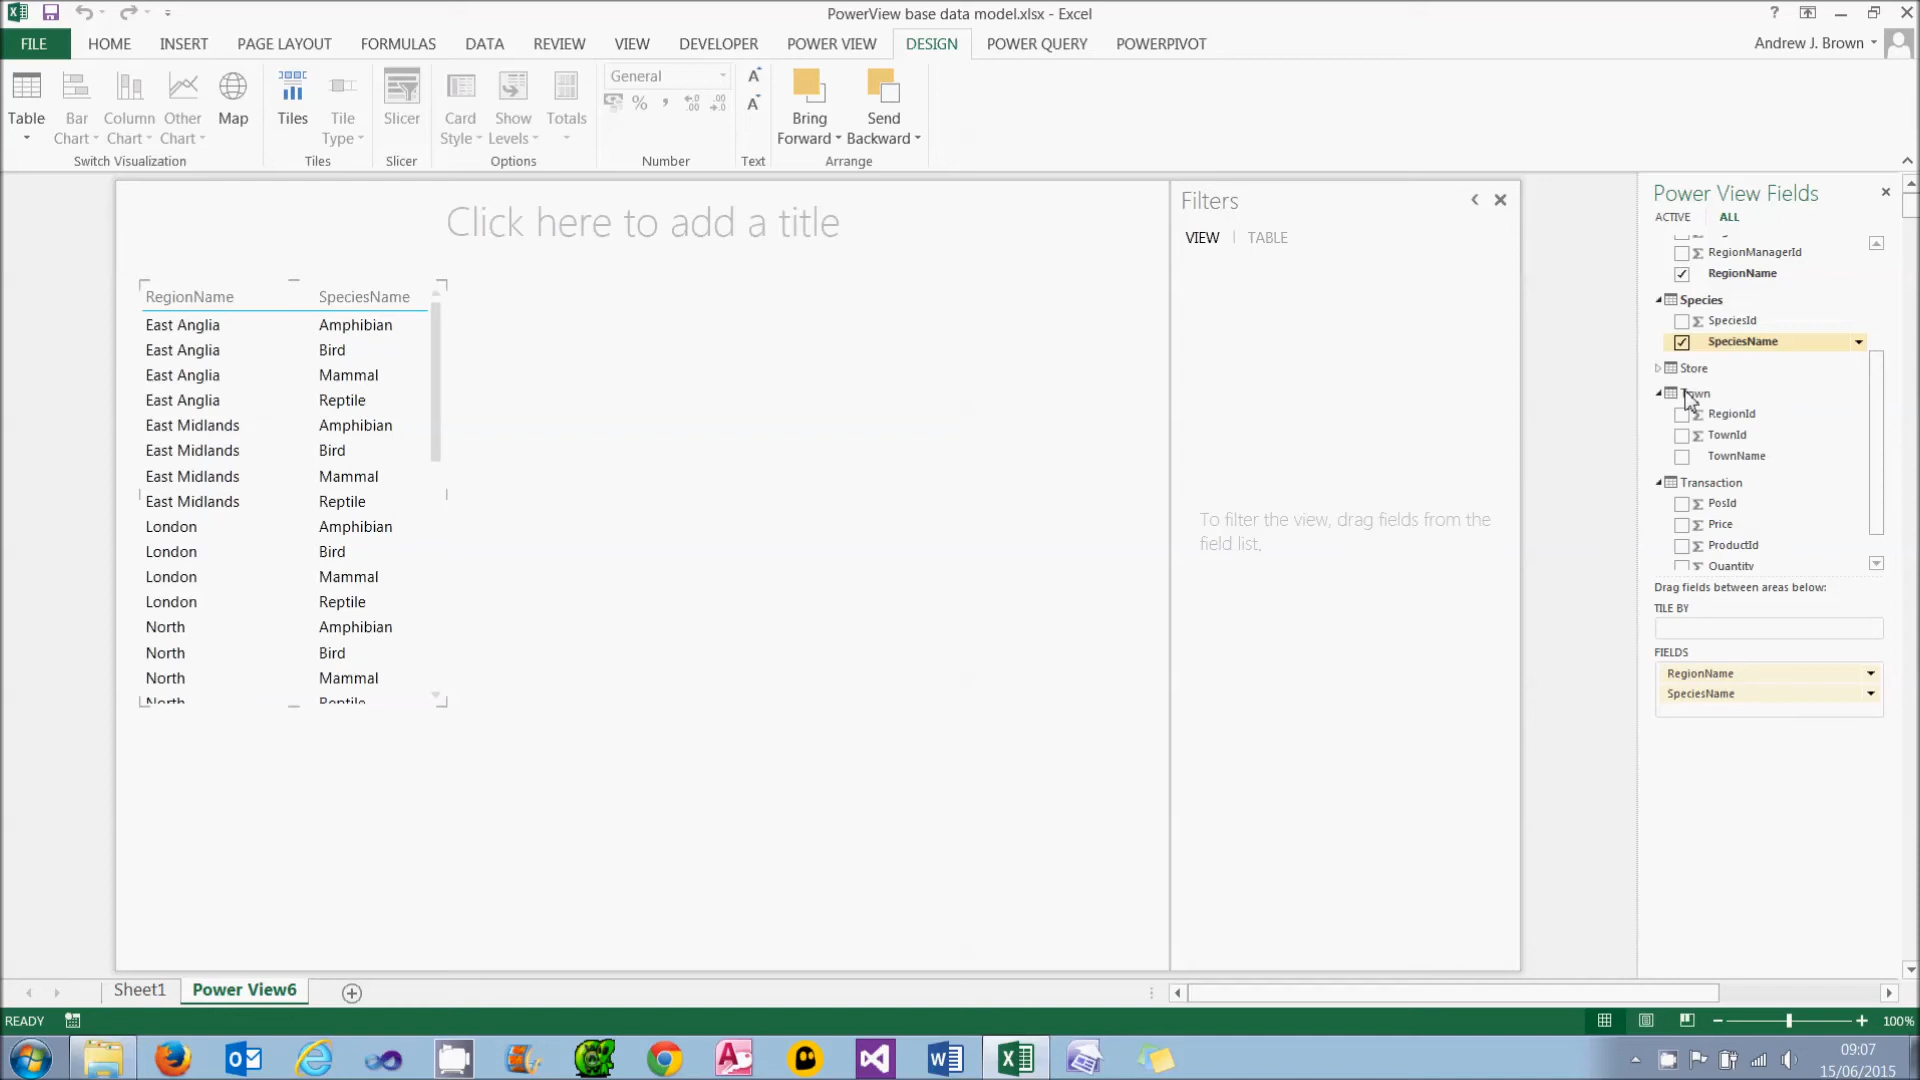 PowerView base data model.xlsx - Excel
?
FILE HOME INSERT PAGE LAYOUT FORMULAS DATA REVIEW VIEW DEVELOPER POWER VIEW DESIGN POWER QUERY POWERPIVOT Andrew J. Brown
Table Bar Chart Column Chart Other Chart Map Tiles Tile Type Slicer Card Style Show Levels Totals General Bring Forward Send Backward
Switch Visualization Tiles Slicer Options Number Text Arrange
Click here to add a title
RegionName SpeciesName
East Anglia Amphibian
East Anglia Bird
East Anglia Mammal
East Anglia Reptile
East Midlands Amphibian
East Midlands Bird
East Midlands Mammal
East Midlands Reptile
London Amphibian
London Bird
London Mammal
London Reptile
North Amphibian
North Bird
North Mammal
North Reptile
Filters
VIEW TABLE
To filter the view, drag fields from the
field list.
Power View Fields
ACTIVE ALL
RegionManagerId
RegionName
Species
SpeciesId
SpeciesName
Store
Town
RegionId
TownId
TownName
Transaction
PosId
Price
ProductId
Quantity
Drag fields between areas below:
TILE BY
FIELDS
RegionName
SpeciesName
Sheet1 Power View6
READY 100%
09:07
15/06/2015